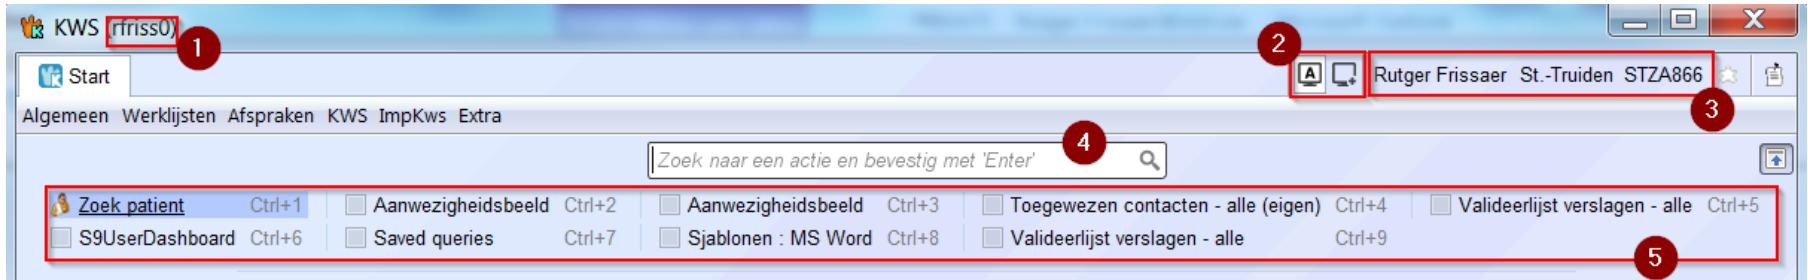 KWS (rfriss0)
1
2
Start
A
Rutger Frissaer St.-Truiden STZA866
3
Algemeen Werklijsten Afspraken KWS ImpKws Extra
4
Zoek naar een actie en bevestig met 'Enter'
Zoek patient Ctrl+1 Aanwezigheidsbeeld Ctrl+2 Aanwezigheidsbeeld Ctrl+3 Toegewezen contacten - alle (eigen) Ctrl+4 Valideerlijst verslagen - alle Ctrl+5
S9UserDashboard Ctrl+6 Saved queries Ctrl+7 Sjablonen : MS Word Ctrl+8 Valideerlijst verslagen - alle Ctrl+9
5